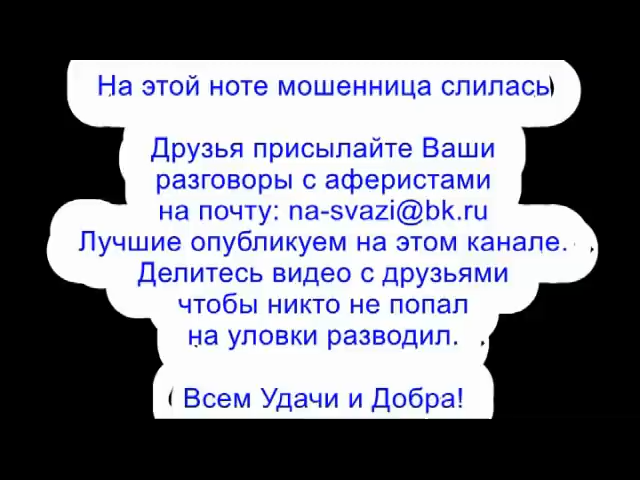 На этой ноте мошенница слилась
Друзья присылайте Ваши
разговоры с аферистами
на почту: na-svazi@bk.ru
Лучшие опубликуем на этом канале.
Делитесь видео с друзьями
чтобы никто не попал
на уловки разводил.
Всем Удачи и Добра!